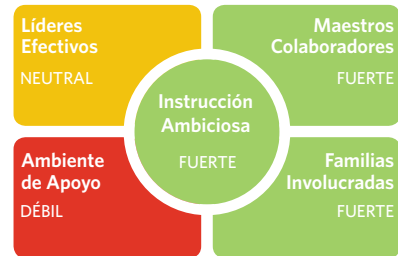 Líderes
Efectivos
NEUTRAL
Maestros
Colaboradores
FUERTE
Instrucción
Ambiciosa
FUERTE
Ambiente
de Apoyo
DÉBIL
Familias
Involucradas
FUERTE